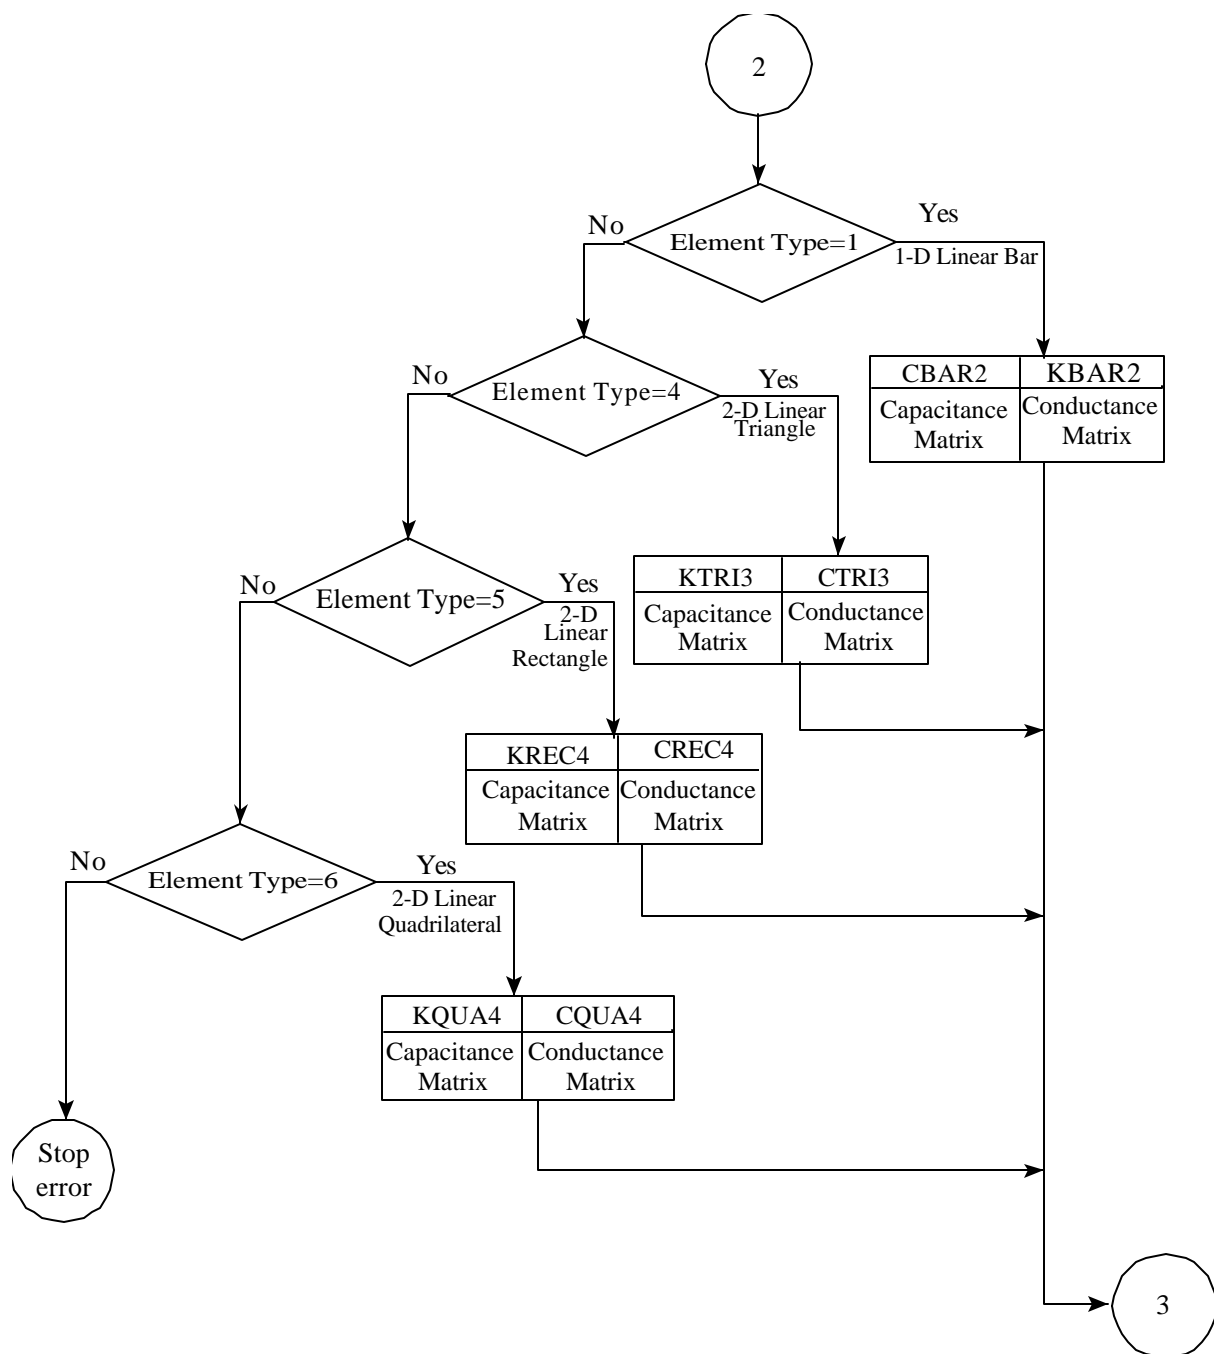 2
No
Yes
Element Type=1
1-D Linear Bar
No
Element Type=4
Yes
2-D Linear
Triangle
CBAR2
KBAR2
Capacitance
Matrix
Conductance
Matrix
No
Element Type=5
Yes
2-D
Linear
Rectangle
KTRI3
CTRI3
Capacitance
Matrix
Conductance
Matrix
KREC4
CREC4
Capacitance
Matrix
Conductance
Matrix
No
Element Type=6
Yes
2-D Linear
Quadrilateral
KQUA4
CQUA4
Capacitance
Matrix
Conductance
Matrix
Stop
error
3